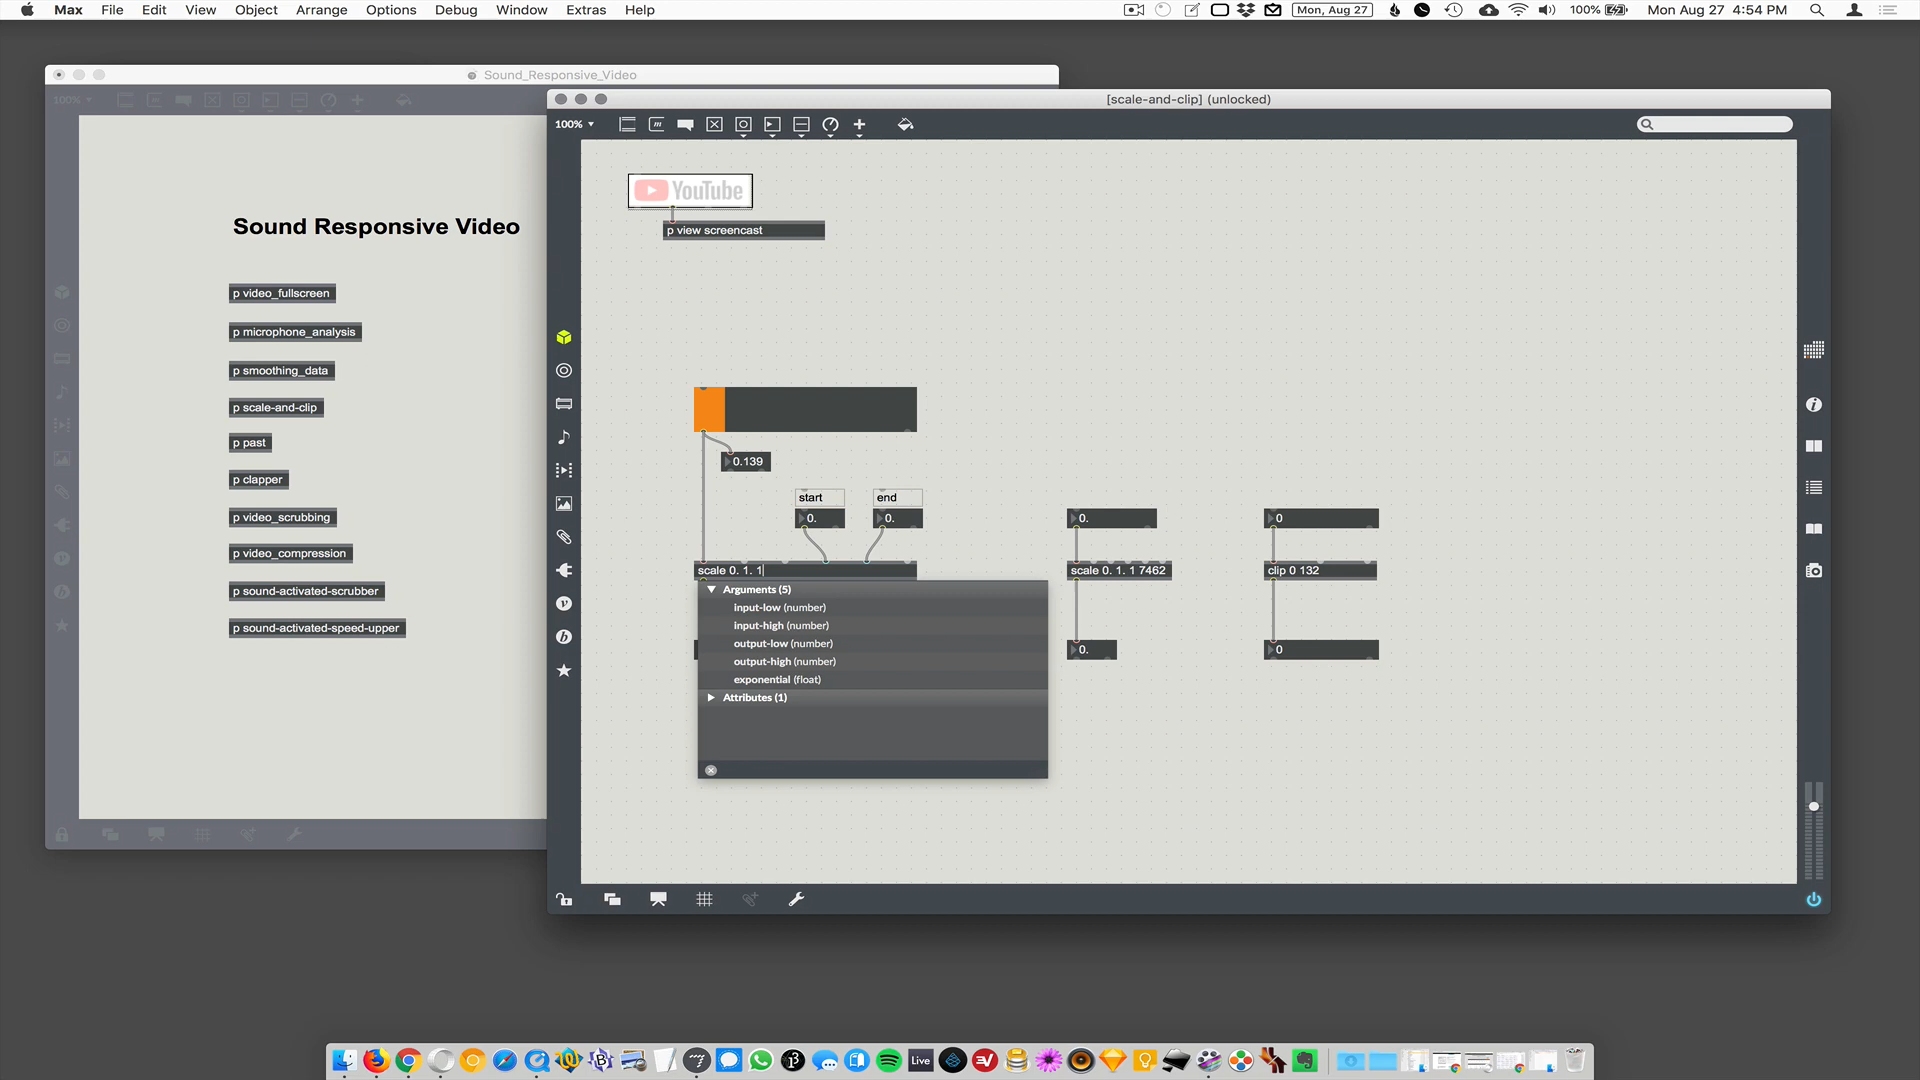 Max File Edit View Object Arrange Options Debug Window Extras Help
Mon, Aug 27
100%
Mon Aug 27 4:54 PM
Sound_Responsive_Video
100%
Sound Responsive Video
p video_fullscreen
p microphone_analysis
p smoothing_data
p scale-and-clip
p past
p clapper
p video_scrubbing
p video_compression
p sound-activated-scrubber
p sound-activated-speed-upper
[scale-and-clip] (unlocked)
100%
YouTube
p view screencast
0.139
start end
0. 0. 0. 0
scale 0. 1. 1
scale 0. 1. 1 7462
clip 0 132
Arguments (5)
input-low (number)
input-high (number)
output-low (number)
output-high (number)
exponential (float)
Attributes (1)
0. 0
Live